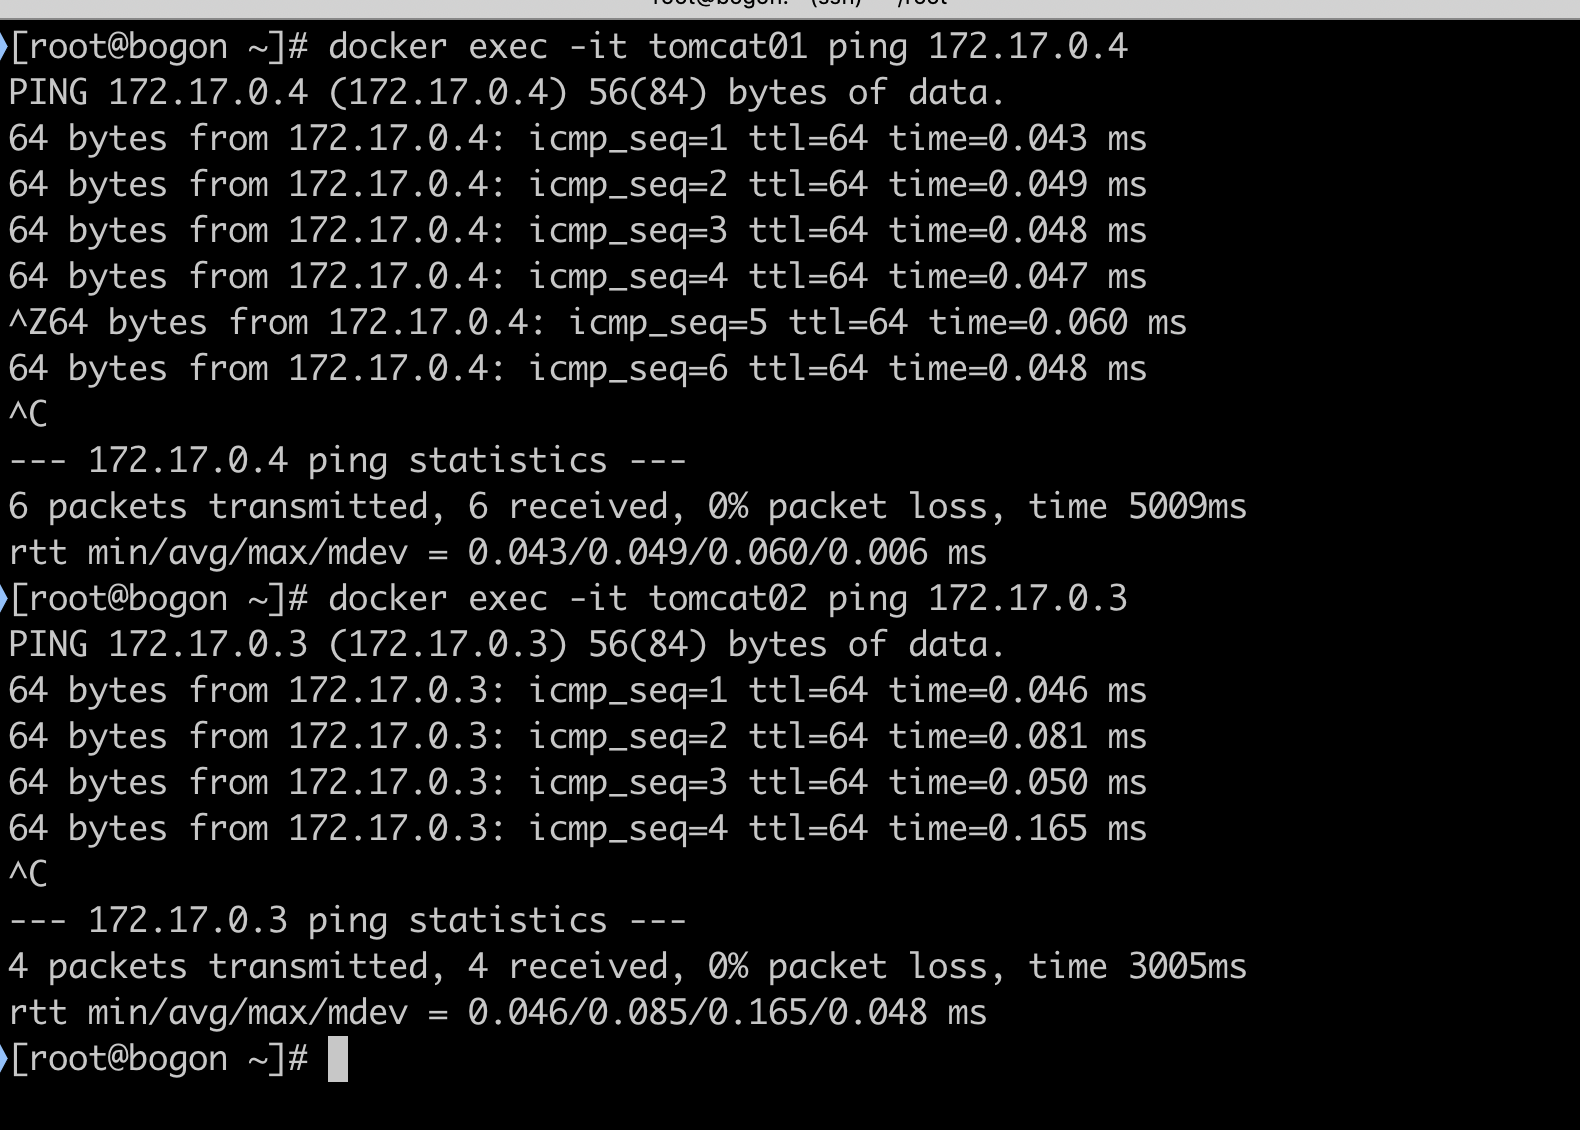 [root@bogon ~]# docker exec -it tomcat01 ping 172.17.0.4
PING 172.17.0.4 (172.17.0.4) 56(84) bytes of data.
64 bytes from 172.17.0.4: icmp_seq=1 ttl=64 time=0.043 ms
64 bytes from 172.17.0.4: icmp_seq=2 ttl=64 time=0.049 ms
64 bytes from 172.17.0.4: icmp_seq=3 ttl=64 time=0.048 ms
64 bytes from 172.17.0.4: icmp_seq=4 ttl=64 time=0.047 ms
^Z64 bytes from 172.17.0.4: icmp_seq=5 ttl=64 time=0.060 ms
64 bytes from 172.17.0.4: icmp_seq=6 ttl=64 time=0.048 ms
^C
--- 172.17.0.4 ping statistics ---
6 packets transmitted, 6 received, 0% packet loss, time 5009ms
rtt min/avg/max/mdev = 0.043/0.049/0.060/0.006 ms
[root@bogon ~]# docker exec -it tomcat02 ping 172.17.0.3
PING 172.17.0.3 (172.17.0.3) 56(84) bytes of data.
64 bytes from 172.17.0.3: icmp_seq=1 ttl=64 time=0.046 ms
64 bytes from 172.17.0.3: icmp_seq=2 ttl=64 time=0.081 ms
64 bytes from 172.17.0.3: icmp_seq=3 ttl=64 time=0.050 ms
64 bytes from 172.17.0.3: icmp_seq=4 ttl=64 time=0.165 ms
^C
--- 172.17.0.3 ping statistics ---
4 packets transmitted, 4 received, 0% packet loss, time 3005ms
rtt min/avg/max/mdev = 0.046/0.085/0.165/0.048 ms
[root@bogon ~]#